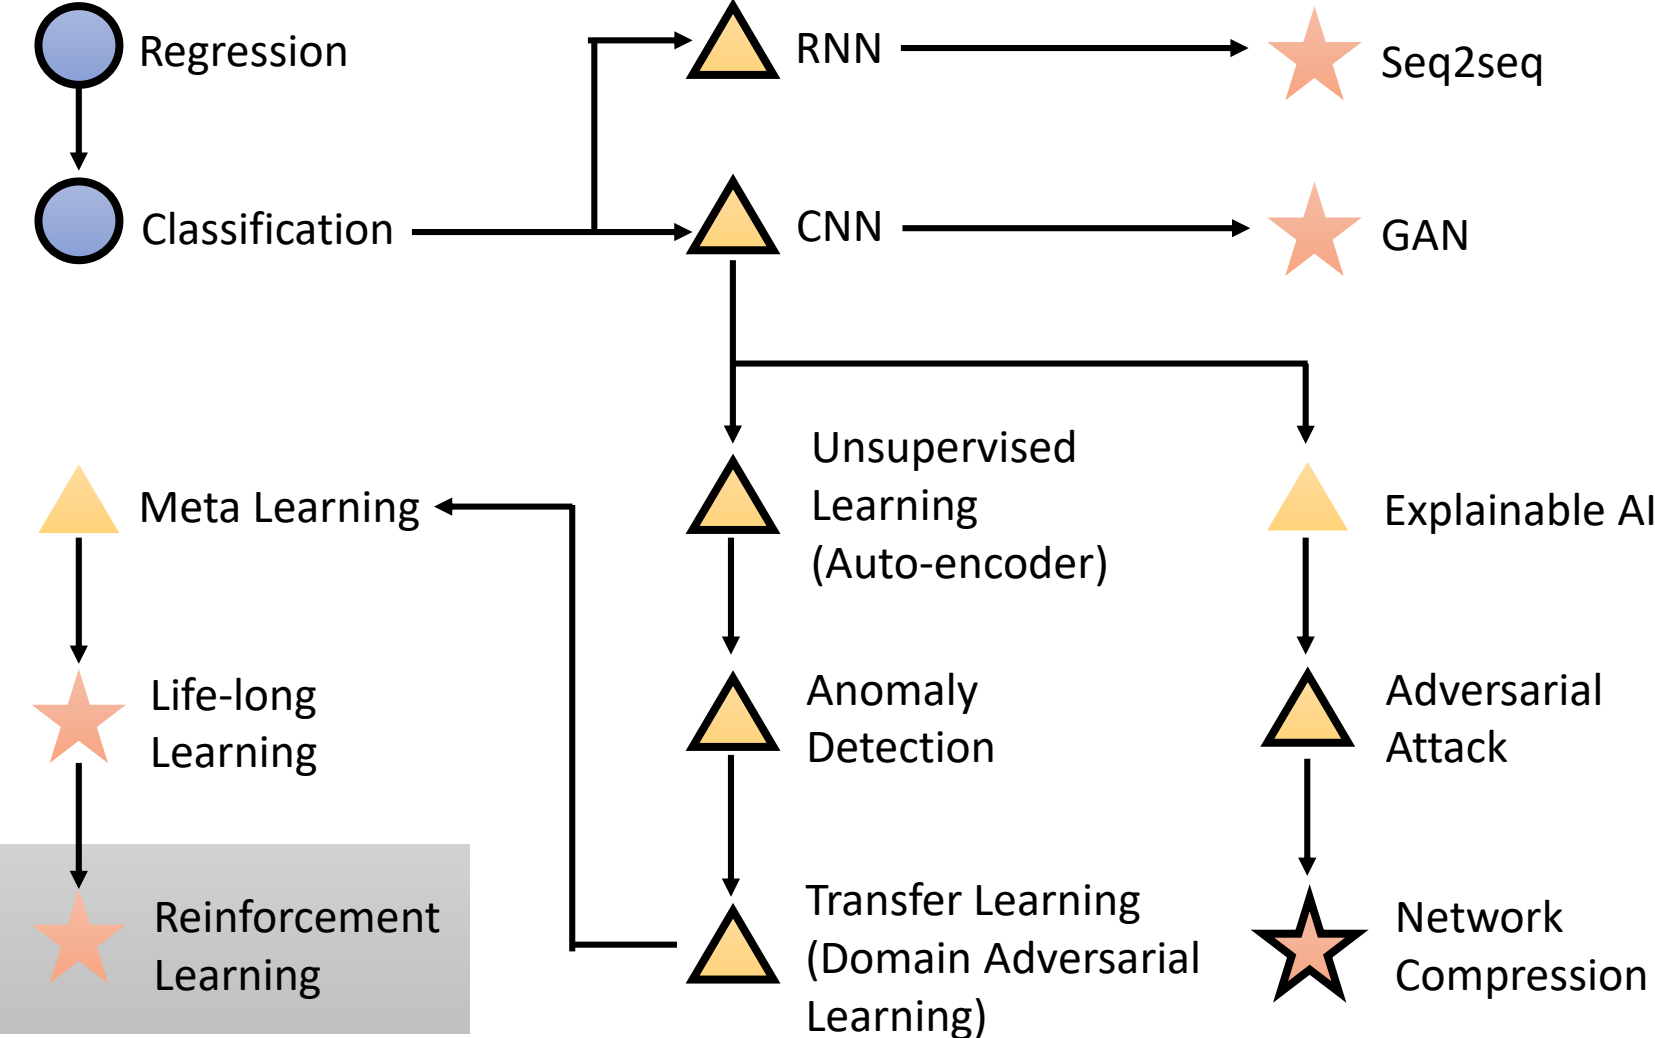 Regression
RNN
Seq2seq
Classification
CNN
GAN
Unsupervised
Learning
(Auto-encoder)
Meta Learning
Explainable AI
Life-long
Learning
Anomaly
Detection
Adversarial
Attack
Reinforcement
Learning
Transfer Learning
(Domain Adversarial
Learning)
Network
Compression